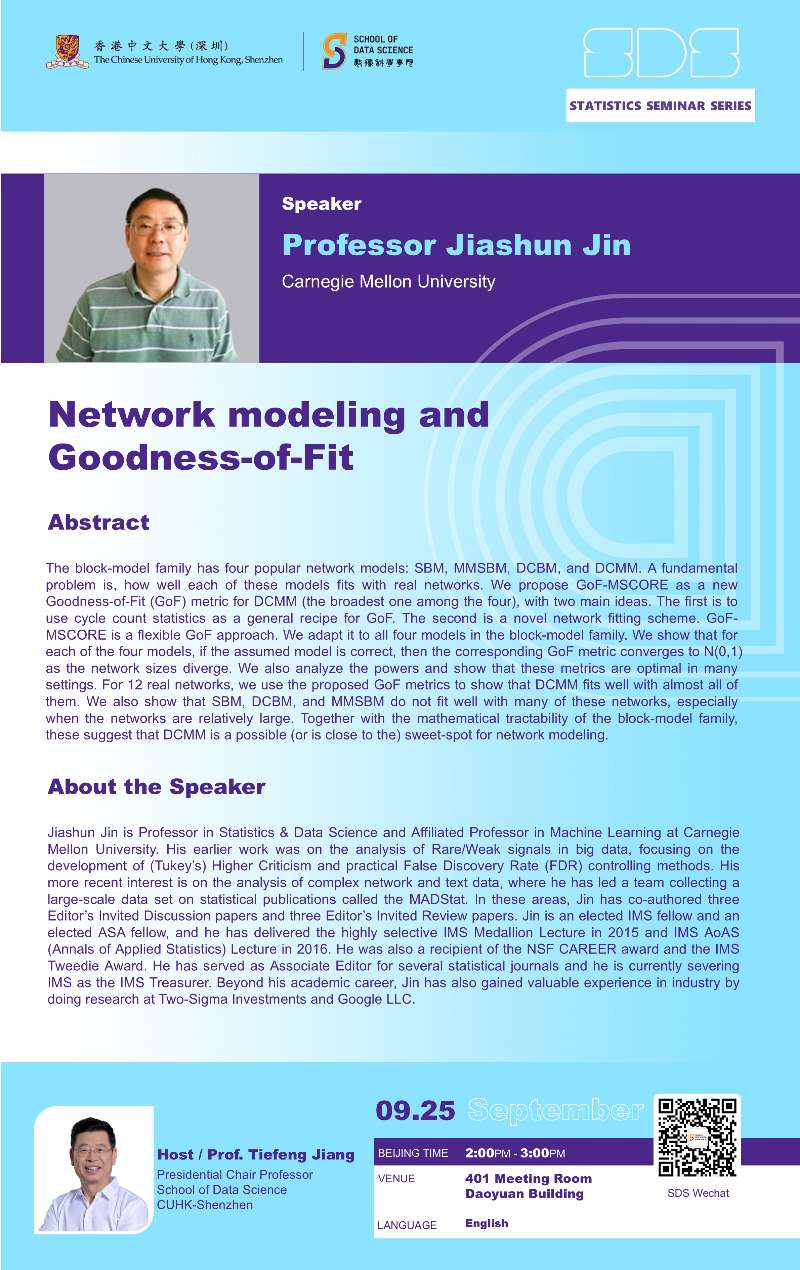 香港中文大學(深圳)
The Chinese University of Hong Kong, Shenzhen
SCHOOL OF
DATA SCIENCE
數據科學學院
SDS
STATISTICS SEMINAR SERIES
Speaker
Professor Jiashun Jin
Carnegie Mellon University
Network modeling and
Goodness-of-Fit
Abstract
The block-model family has four popular network models: SBM, MMSBM, DCBM, and DCMM. A fundamental
problem is, how well each of these models fits with real networks. We propose GoF-MSCORE as a new
Goodness-of-Fit (GoF) metric for DCMM (the broadest one among the four), with two main ideas. The first is to
use cycle count statistics as a general recipe for GoF. The second is a novel network fitting scheme. GoF-
MSCORE is a flexible GoF approach. We adapt it to all four models in the block-model family. We show that for
each of the four models, if the assumed model is correct, then the corresponding GoF metric converges to N(0,1)
as the network sizes diverge. We also analyze the powers and show that these metrics are optimal in many
settings. For 12 real networks, we use the proposed GoF metrics to show that DCMM fits well with almost all of
them. We also show that SBM, DCBM, and MMSBM do not fit well with many of these networks, especially
when the networks are relatively large. Together with the mathematical tractability of the block-model family,
these suggest that DCMM is a possible (or is close to the) sweet-spot for network modeling.
About the Speaker
Jiashun Jin is Professor in Statistics & Data Science and Affiliated Professor in Machine Learning at Carnegie
Mellon University. His earlier work was on the analysis of Rare/Weak signals in big data, focusing on the
development of (Tukey's) Higher Criticism and practical False Discovery Rate (FDR) controlling methods. His
more recent interest is on the analysis of complex network and text data, where he has led a team collecting a
large-scale data set on statistical publications called the MADStat. In these areas, Jin has co-authored three
Editor's Invited Discussion papers and three Editor's Invited Review papers. Jin is an elected IMS fellow and an
elected ASA fellow, and he has delivered the highly selective IMS Medallion Lecture in 2015 and IMS AoAS
(Annals of Applied Statistics) Lecture in 2016. He was also a recipient of the NSF CAREER award and the IMS
Tweedie Award. He has served as Associate Editor for several statistical journals and he is currently severing
IMS as the IMS Treasurer. Beyond his academic career, Jin has also gained valuable experience in industry by
doing research at Two-Sigma Investments and Google LLC.
Host / Prof. Tiefeng Jiang
Presidential Chair Professor
School of Data Science
CUHK-Shenzhen
09.25 September
BEIJING TIME 2:00PM - 3:00PM
VENUE 401 Meeting Room
Daoyuan Building
LANGUAGE English
SDS Wechat